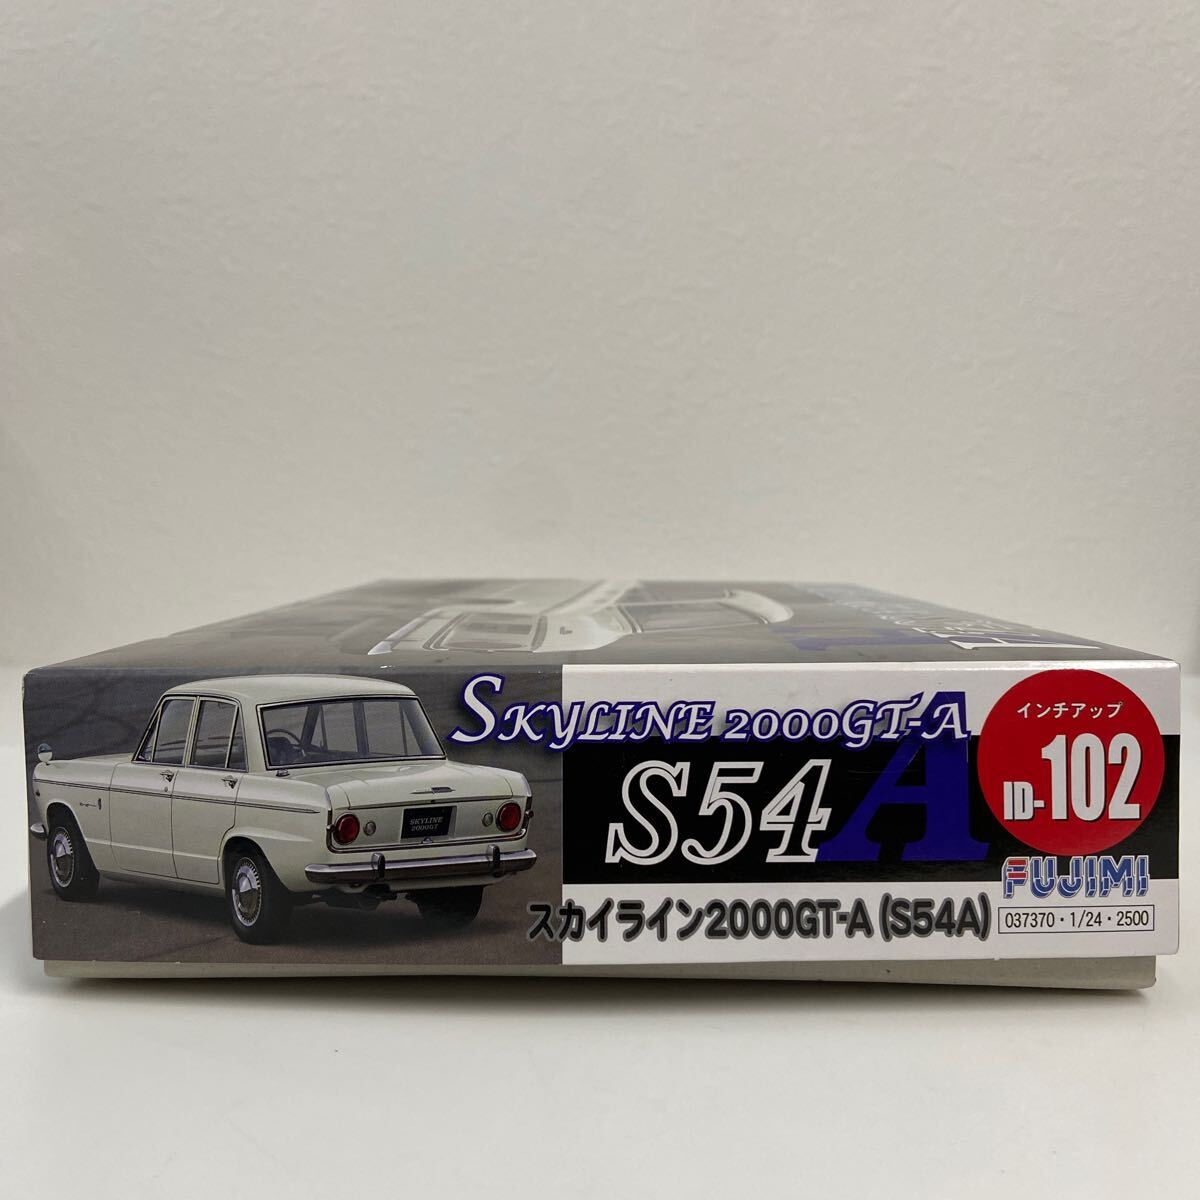 SKYLINE 2000GT-A
S54A
スカイライン2000GT-A (S54A)
インチアップ
ID-102
FUJIMI
037370・1/24・2500
SKYLINE
2000GT